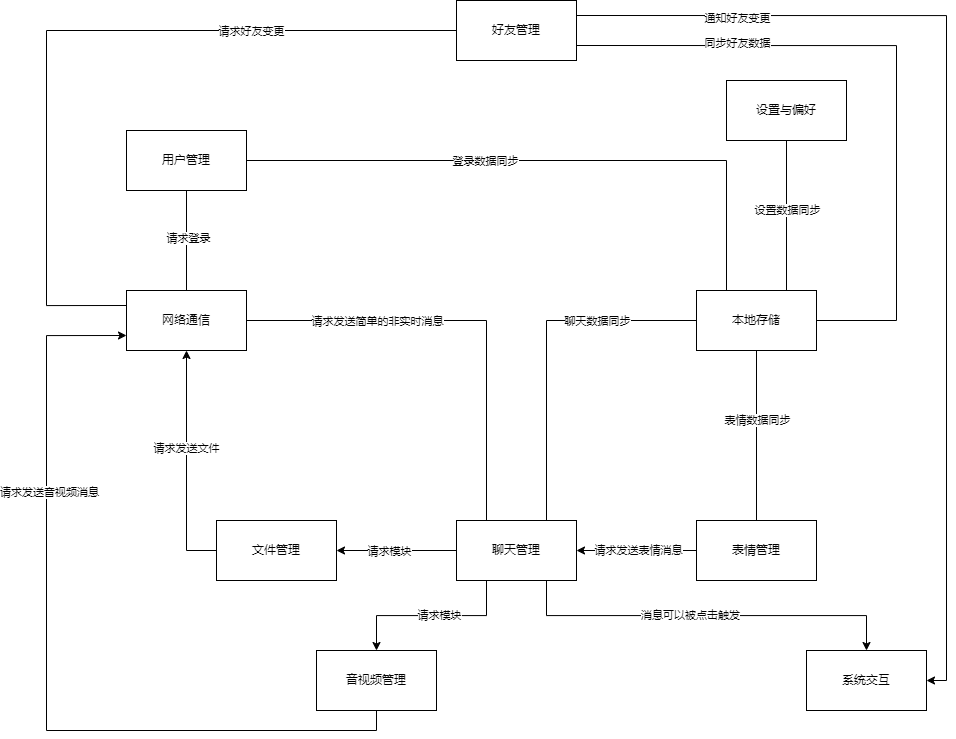 通知好友变更
请求好友变更
好友管理
同步好友数据
设置与偏好
用户管理
登录数据同步
设置数据同步
请求登录
网络通信
请求发送简单的非实时消息
聊天数据同步
本地存储
表情数据同步
请求发送文件
请求发送音视频消息
文件管理
请求模块
聊天管理
请求发送表情消息
表情管理
请求模块
消息可以被点击触发
音视频管理
系统交互